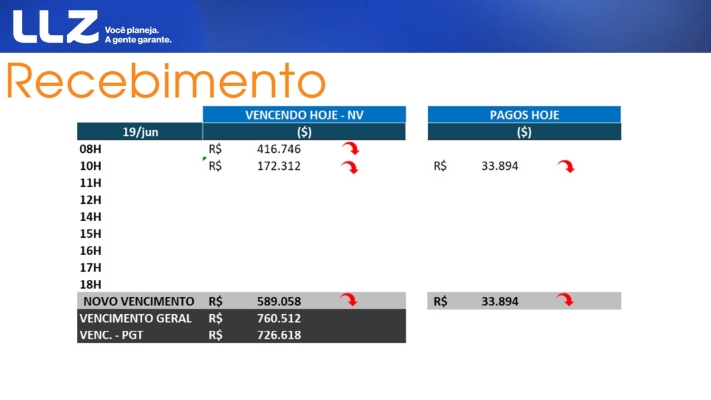 LLZ Você planeja.
A gente garante.
Recebimento
VENCENDO HOJE - NV PAGOS HOJE
19/jun ($) ($)
08H R$ 416.746
10H R$ 172.312 R$ 33.894
11H
12H
14H
15H
16H
17H
18H
NOVO VENCIMENTO R$ 589.058 R$ 33.894
VENCIMENTO GERAL R$ 760.512
VENC. - PGT R$ 726.618